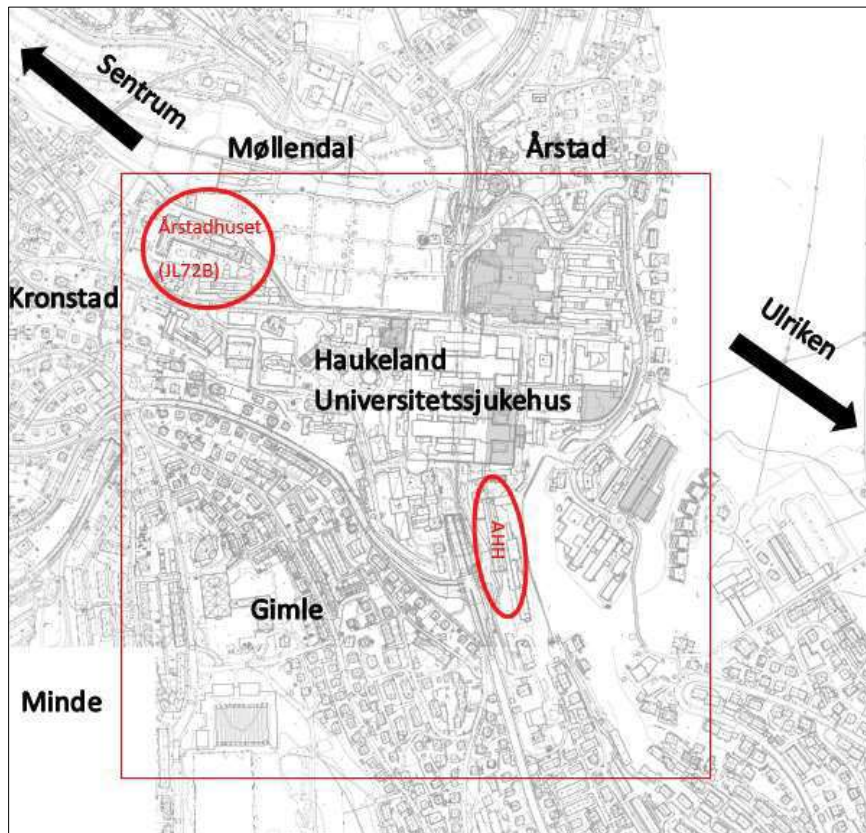 Sentrum
Møllendal
Årstad
Årstadhuset
(JL72B)
Kronstad
Ulriken
Haukeland
Universitetssjukehus
AHH
Gimle
Minde